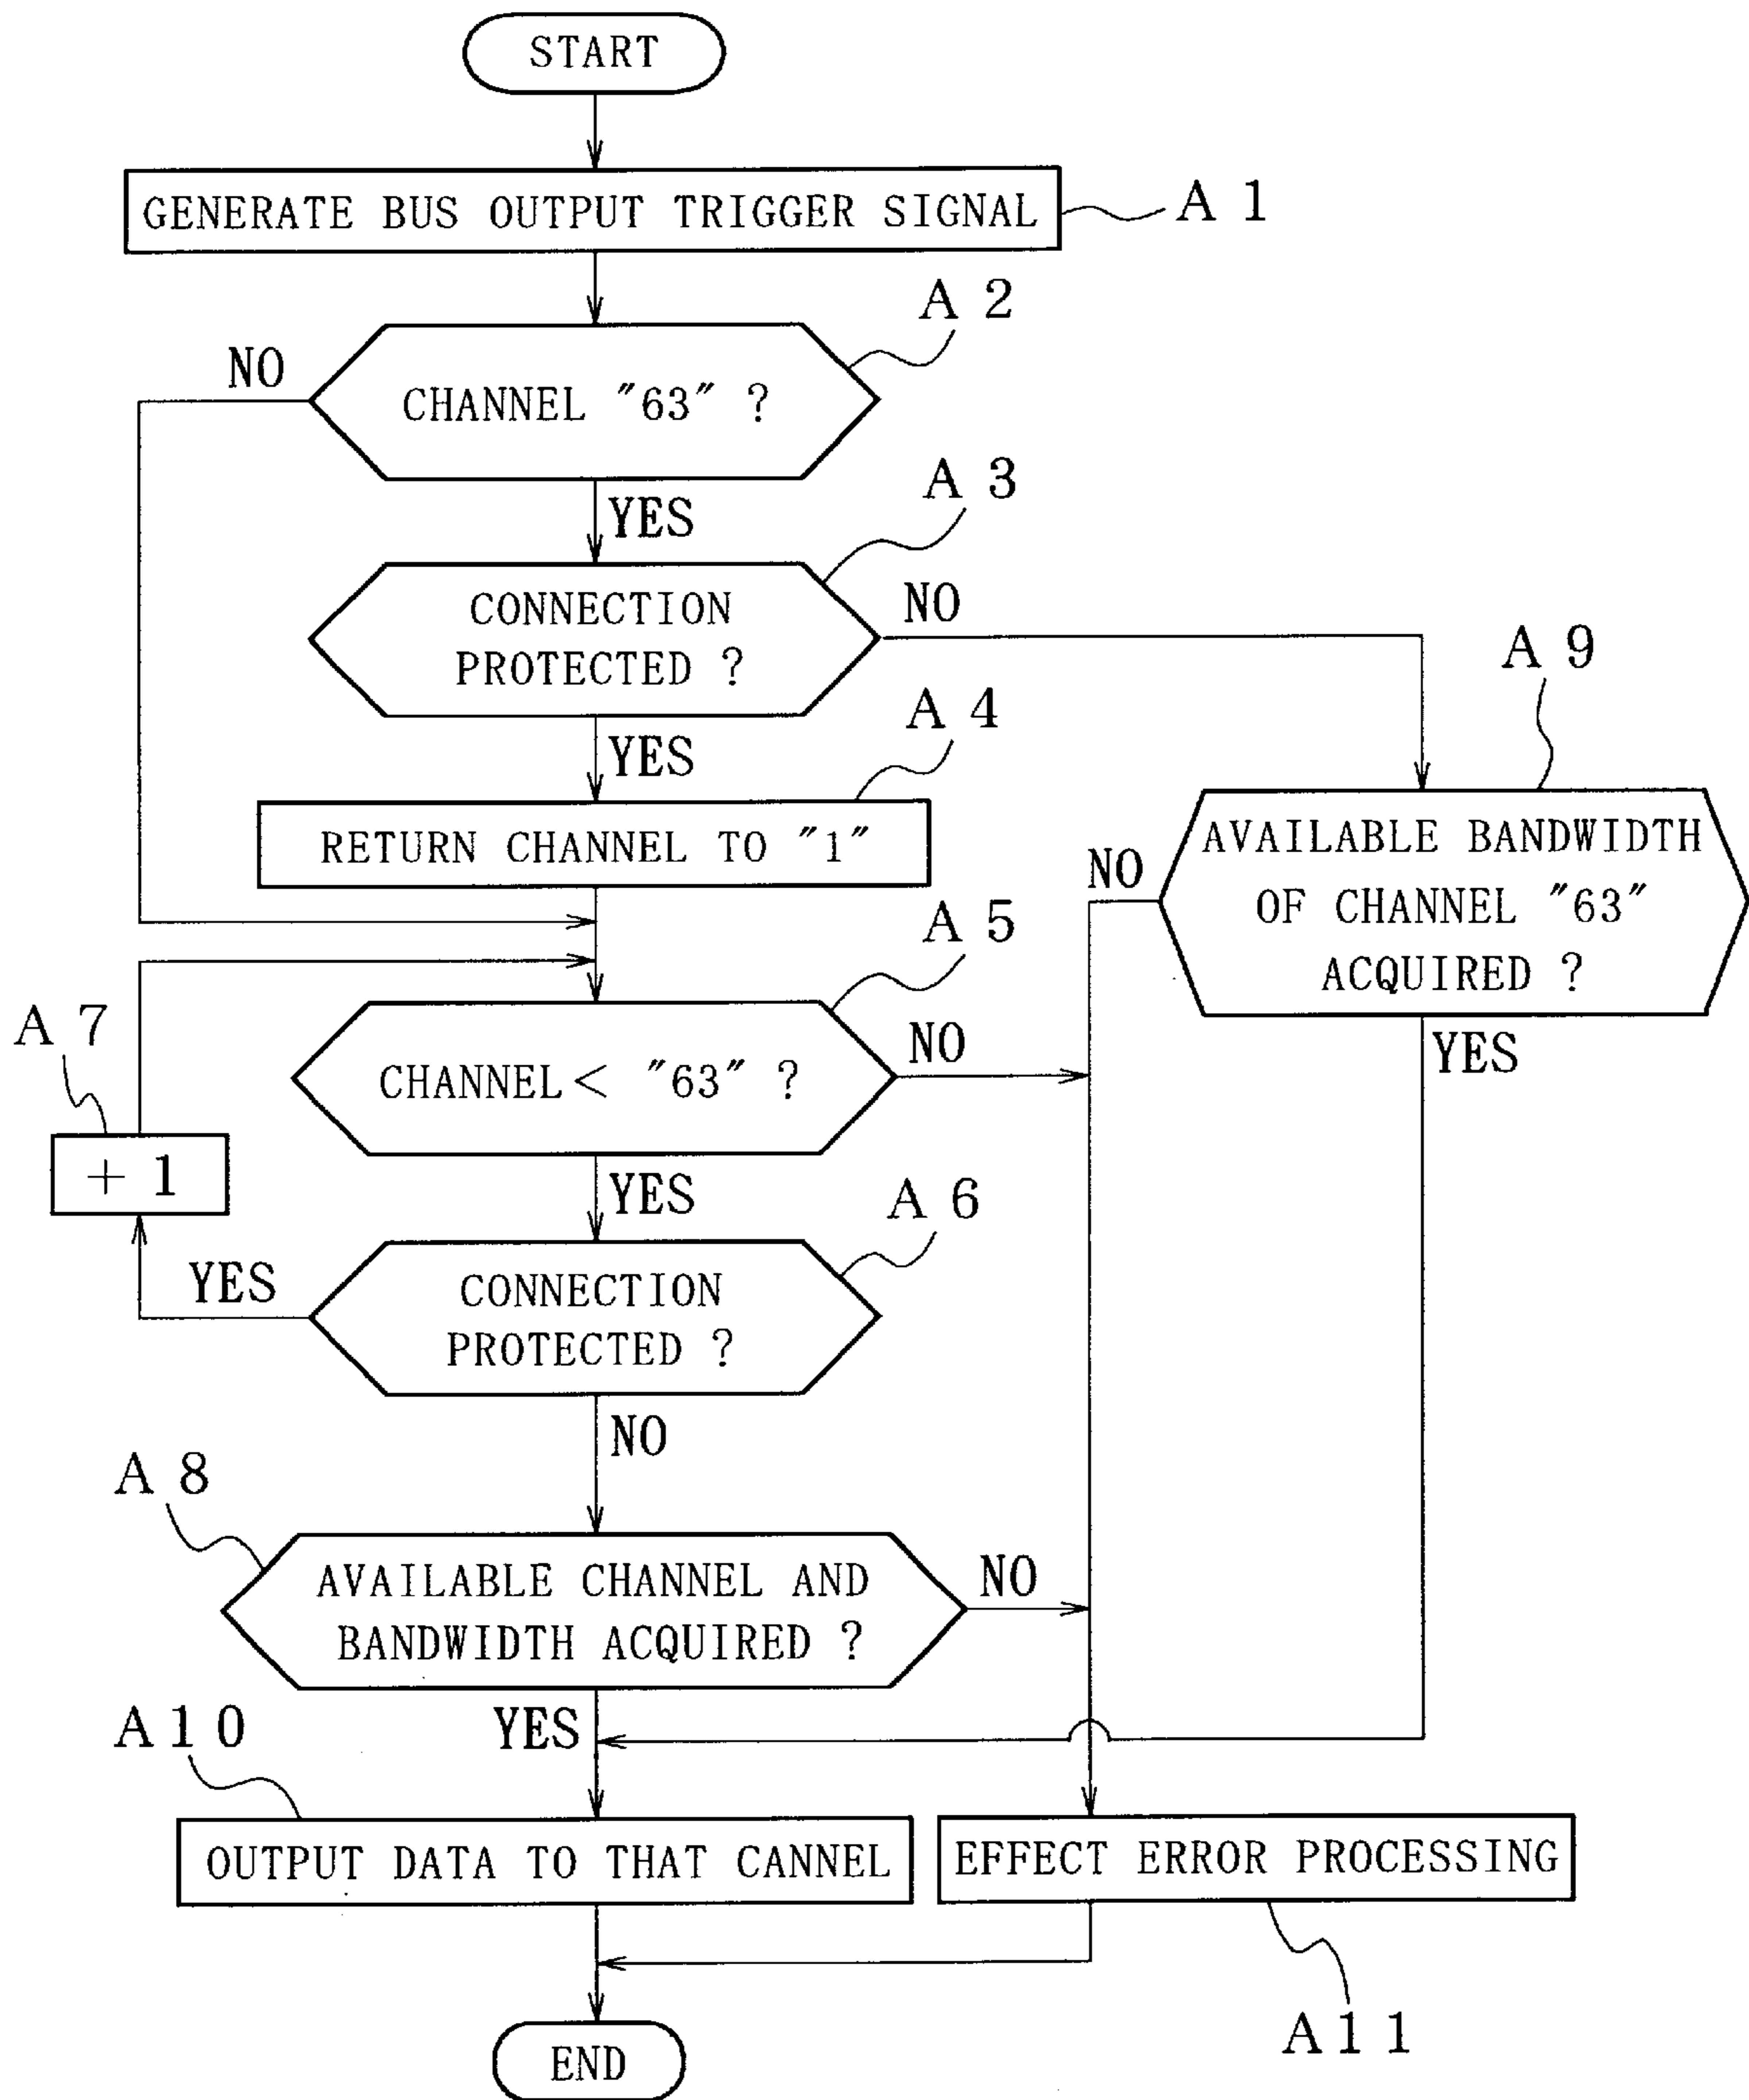 START
GENERATE BUS OUTPUT TRIGGER SIGNAL
A 1
A 2
NO
CHANNEL "63" ?
A 3
YES
CONNECTION
PROTECTED ?
NO
A 9
A 4
YES
RETURN CHANNEL TO "1"
AVAILABLE BANDWIDTH
OF CHANNEL "63"
ACQUIRED ?
NO
A 5
YES
A 7
CHANNEL < "63" ?
NO
+ 1
YES
A 6
YES
CONNECTION
PROTECTED ?
NO
A 8
AVAILABLE CHANNEL AND
BANDWIDTH ACQUIRED ?
NO
A 1 0
YES
OUTPUT DATA TO THAT CANNEL
EFFECT ERROR PROCESSING
A 1 1
END